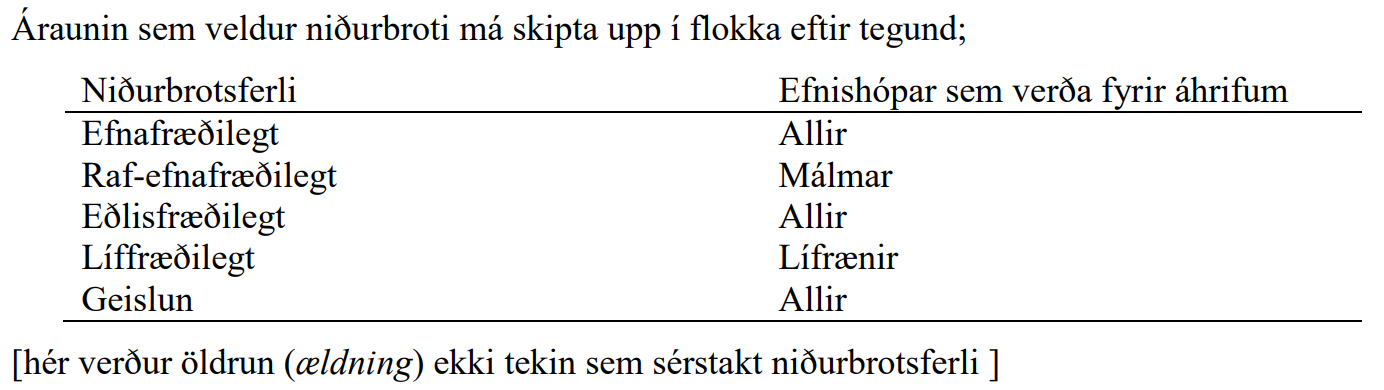 Áraunin sem veldur niðurbroti má skipta upp í flokka eftir tegund;
Niðurbrotsferli Efnishópar sem verða fyrir áhrifum
Efnafræðilegt Allir
Raf-efnafræðilegt Málmar
Eðlisfræðilegt Allir
Líffræðilegt Lífrænir
Geislun Allir
[hér verður öldrun (ældning) ekki tekin sem sérstakt niðurbrotsferli ]